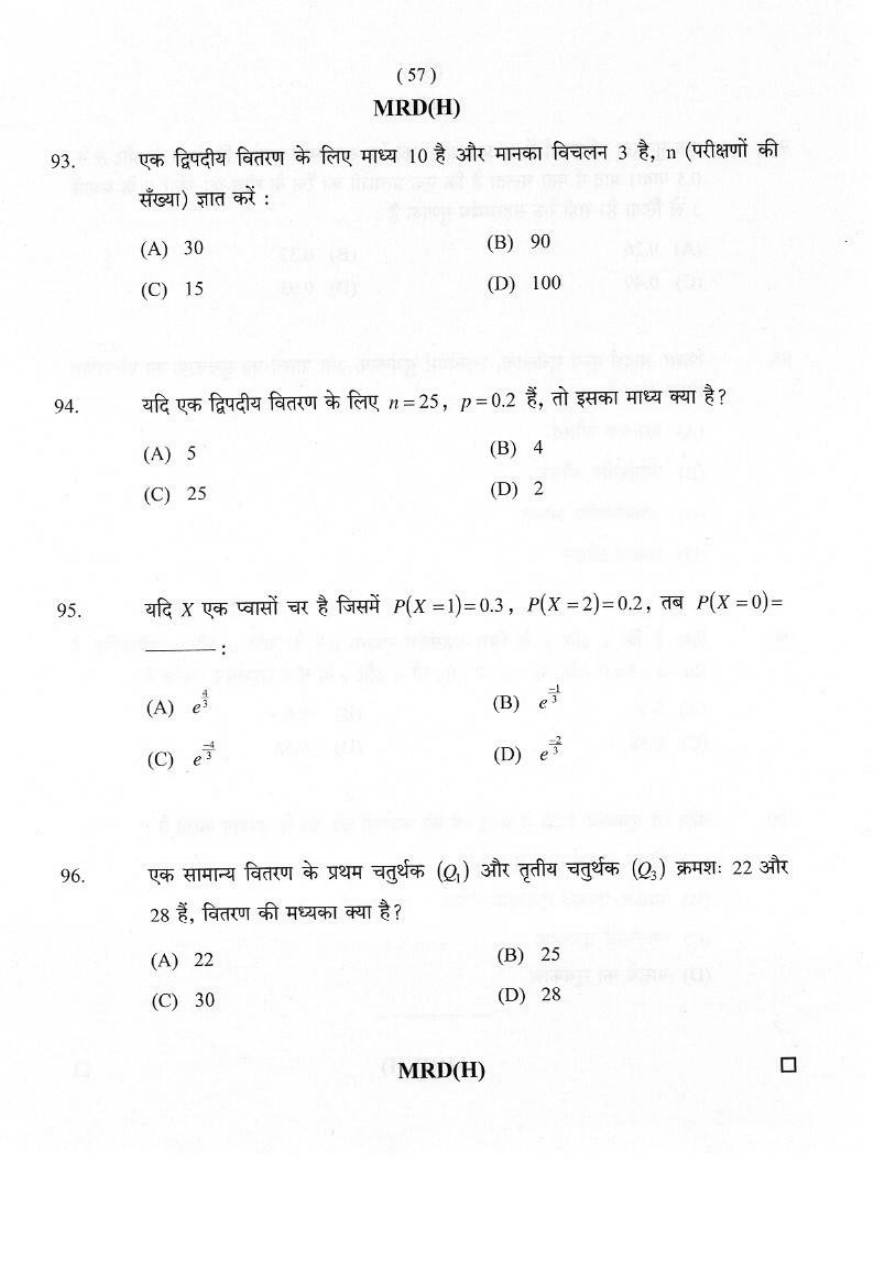 ( 57 )
MRD(H)
93. एक द्विपदीय वितरण के लिए माध्य 10 है और मानका विचलन 3 है, n (परीक्षणों की
सँख्या) ज्ञात करें :
(A) 30 (B) 90
(C) 15 (D) 100
94. यदि एक द्विपदीय वितरण के लिए n = 25, p = 0.2 हैं, तो इसका माध्य क्या है?
(A) 5 (B) 4
(C) 25 (D) 2
95. यदि X एक प्वासों चर है जिसमें P(X = 1) = 0.3, P(X = 2) = 0.2, तब P(X = 0) =
______ :
(A) e^{4/3} (B) e^{-1/3}
(C) e^{-4/3} (D) e^{-2/3}
96. एक सामान्य वितरण के प्रथम चतुर्थक (Q₁) और तृतीय चतुर्थक (Q₃) क्रमशः 22 और
28 हैं, वितरण की मध्यका क्या है?
(A) 22 (B) 25
(C) 30 (D) 28
MRD(H)